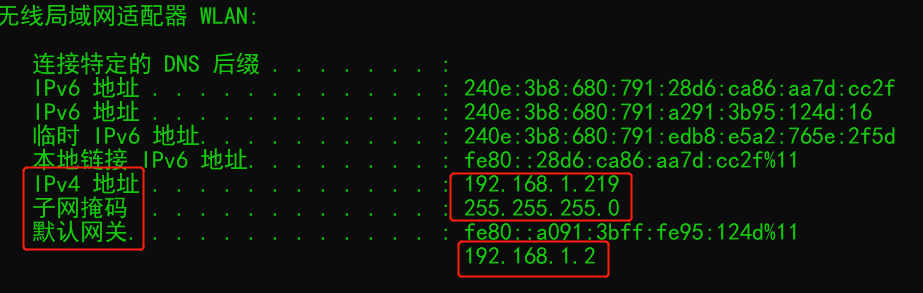 无线局域网适配器 WLAN:
连接特定的 DNS 后缀 . . . . . . . :
IPv6 地址 . . . . . . . . . . . . : 240e:3b8:680:791:28d6:ca86:aa7d:cc2f
IPv6 地址 . . . . . . . . . . . . : 240e:3b8:680:791:a291:3b95:124d:16
临时 IPv6 地址. . . . . . . . . . : 240e:3b8:680:791:edb8:e5a2:765e:2f5d
本地链接 IPv6 地址. . . . . . . . : fe80::28d6:ca86:aa7d:cc2f%11
IPv4 地址 . . . . . . . . . . . . : 192.168.1.219
子网掩码 . . . . . . . . . . . . : 255.255.255.0
默认网关. . . . . . . . . . . . . : fe80::a091:3bff:fe95:124d%11
192.168.1.2